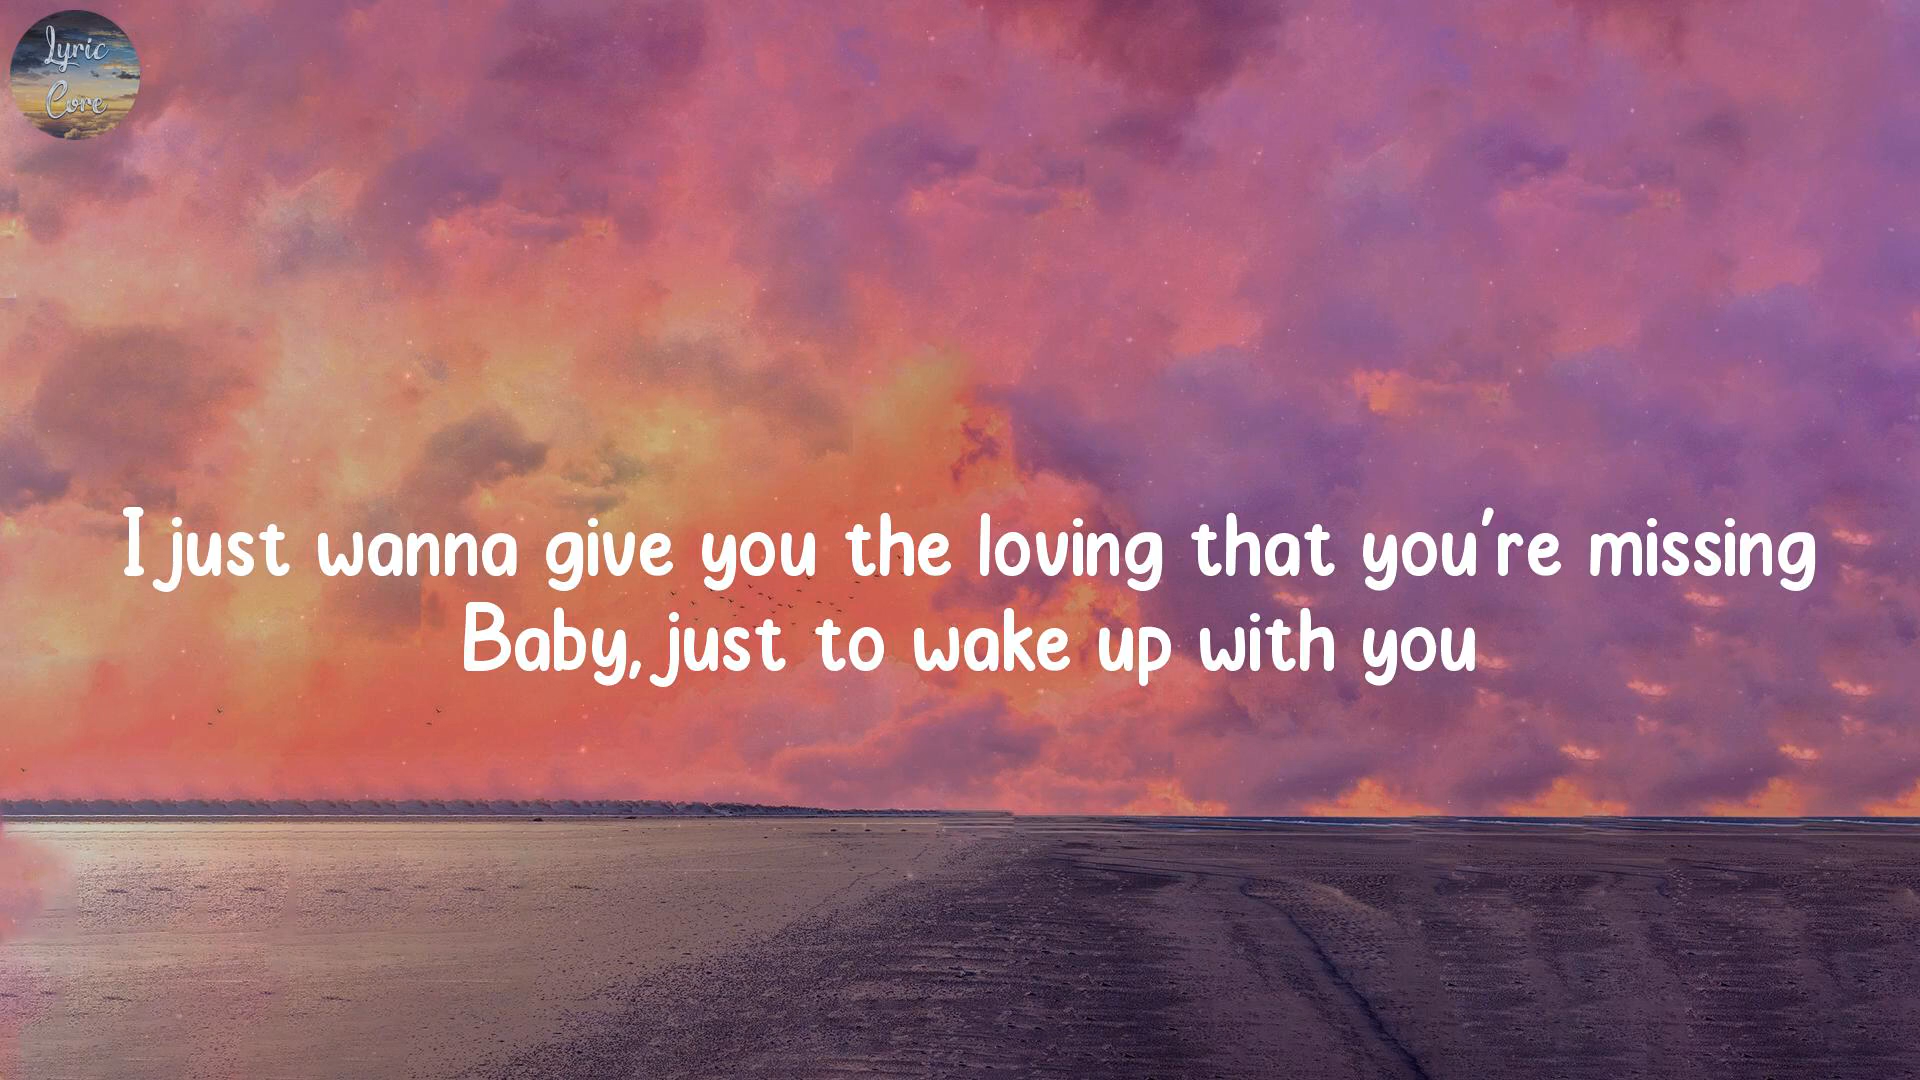 Lyric
Core
I just wanna give you the loving that you're missing
Baby, just to wake up with you